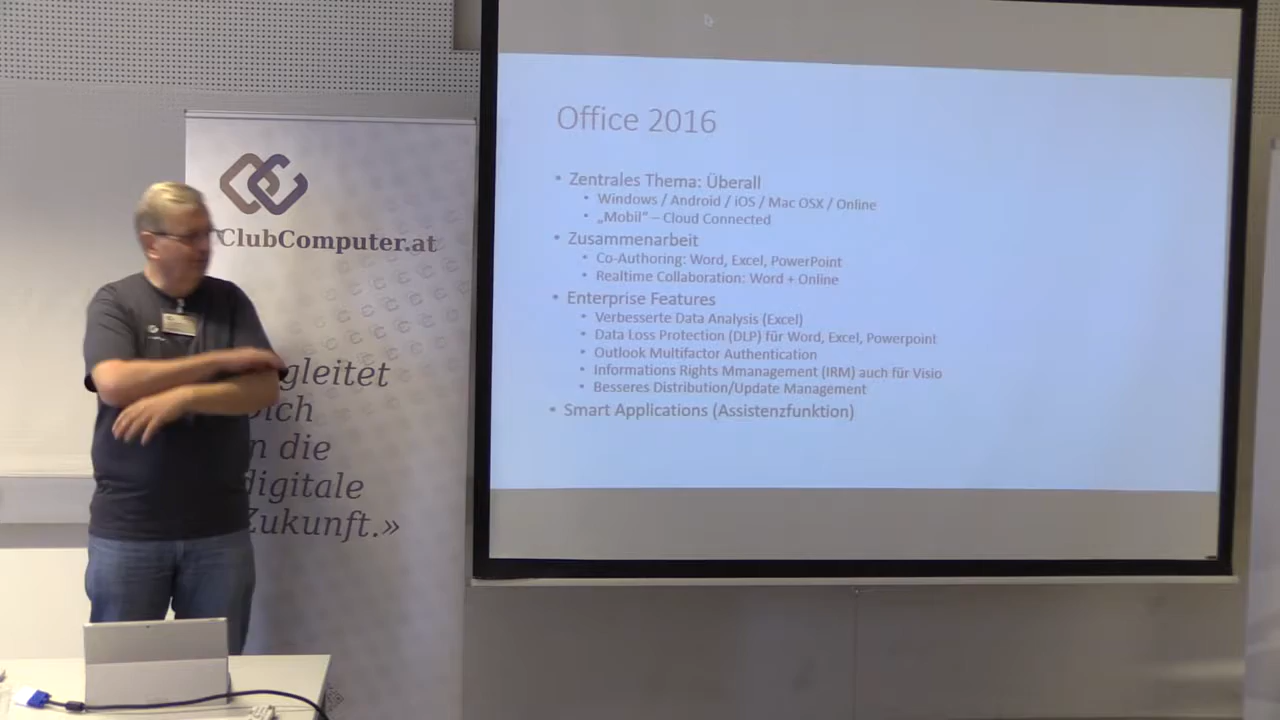 ClubComputer.at
gleitet
ich
n die
digitale
Zukunft.»
Office 2016
• Zentrales Thema: Überall
• Windows / Android / iOS / Mac OSX / Online
• „Mobil“ – Cloud Connected
• Zusammenarbeit
• Co-Authoring: Word, Excel, PowerPoint
• Realtime Collaboration: Word + Online
• Enterprise Features
• Verbesserte Data Analysis (Excel)
• Data Loss Protection (DLP) für Word, Excel, Powerpoint
• Outlook Multifactor Authentication
• Informations Rights Mmanagement (IRM) auch für Visio
• Besseres Distribution/Update Management
• Smart Applications (Assistenzfunktion)